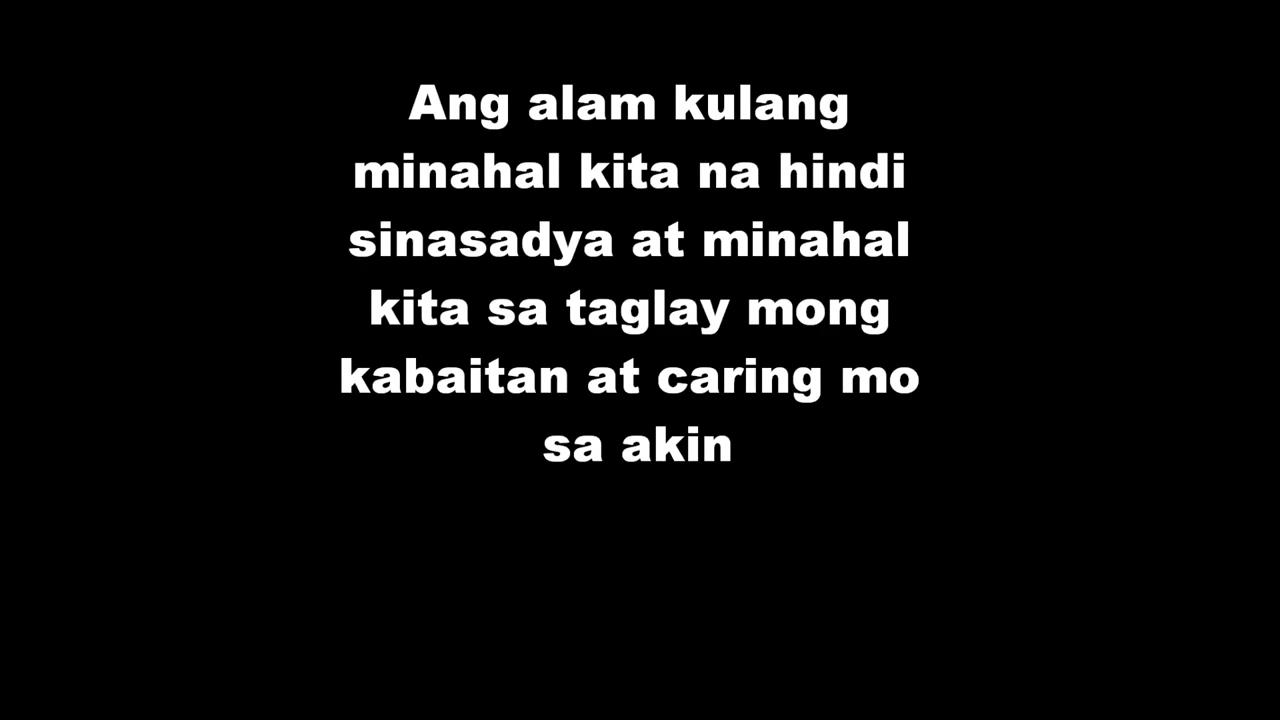 Ang alam kulang
minahal kita na hindi
sinasadya at minahal
kita sa taglay mong
kabaitan at caring mo
sa akin